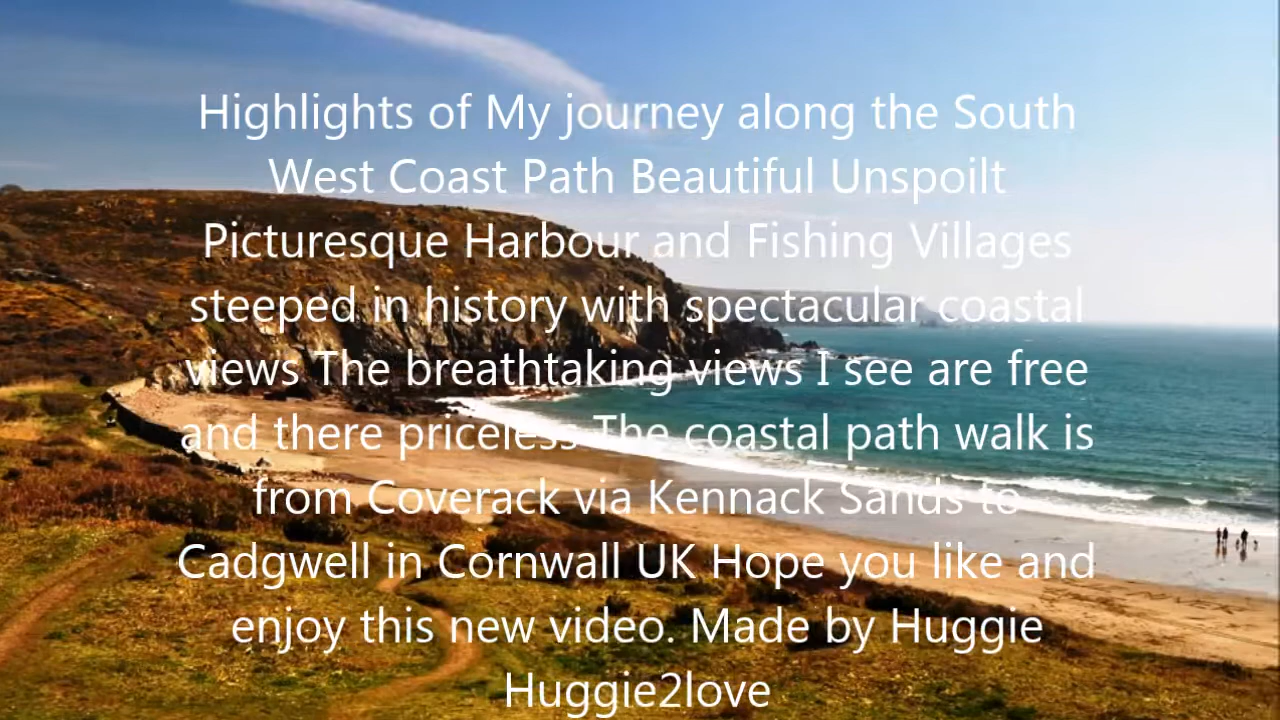 Highlights of My journey along the South
West Coast Path Beautiful Unspoilt
Picturesque Harbour and Fishing Villages
steeped in history with spectacular coastal
views The breathtaking views I see are free
and there priceless The coastal path walk is
from Coverack via Kennack Sands to
Cadgwell in Cornwall UK Hope you like and
enjoy this new video. Made by Huggie
Huggie2love